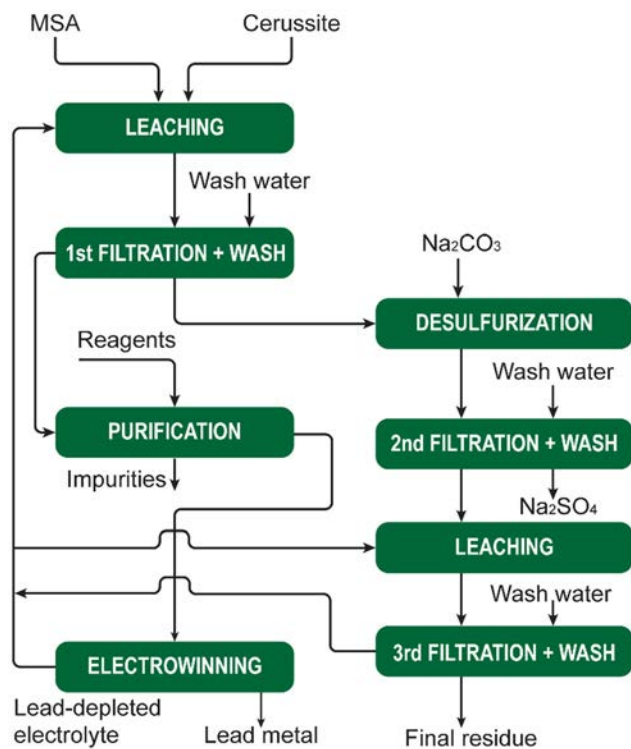 MSA
Cerussite
LEACHING
Wash water
1st FILTRATION + WASH
Na₂CO₃
DESULFURIZATION
Reagents
Wash water
PURIFICATION
2nd FILTRATION + WASH
Impurities
Na₂SO₄
LEACHING
Wash water
ELECTROWINNING
3rd FILTRATION + WASH
Lead-depleted
electrolyte
Lead metal
Final residue